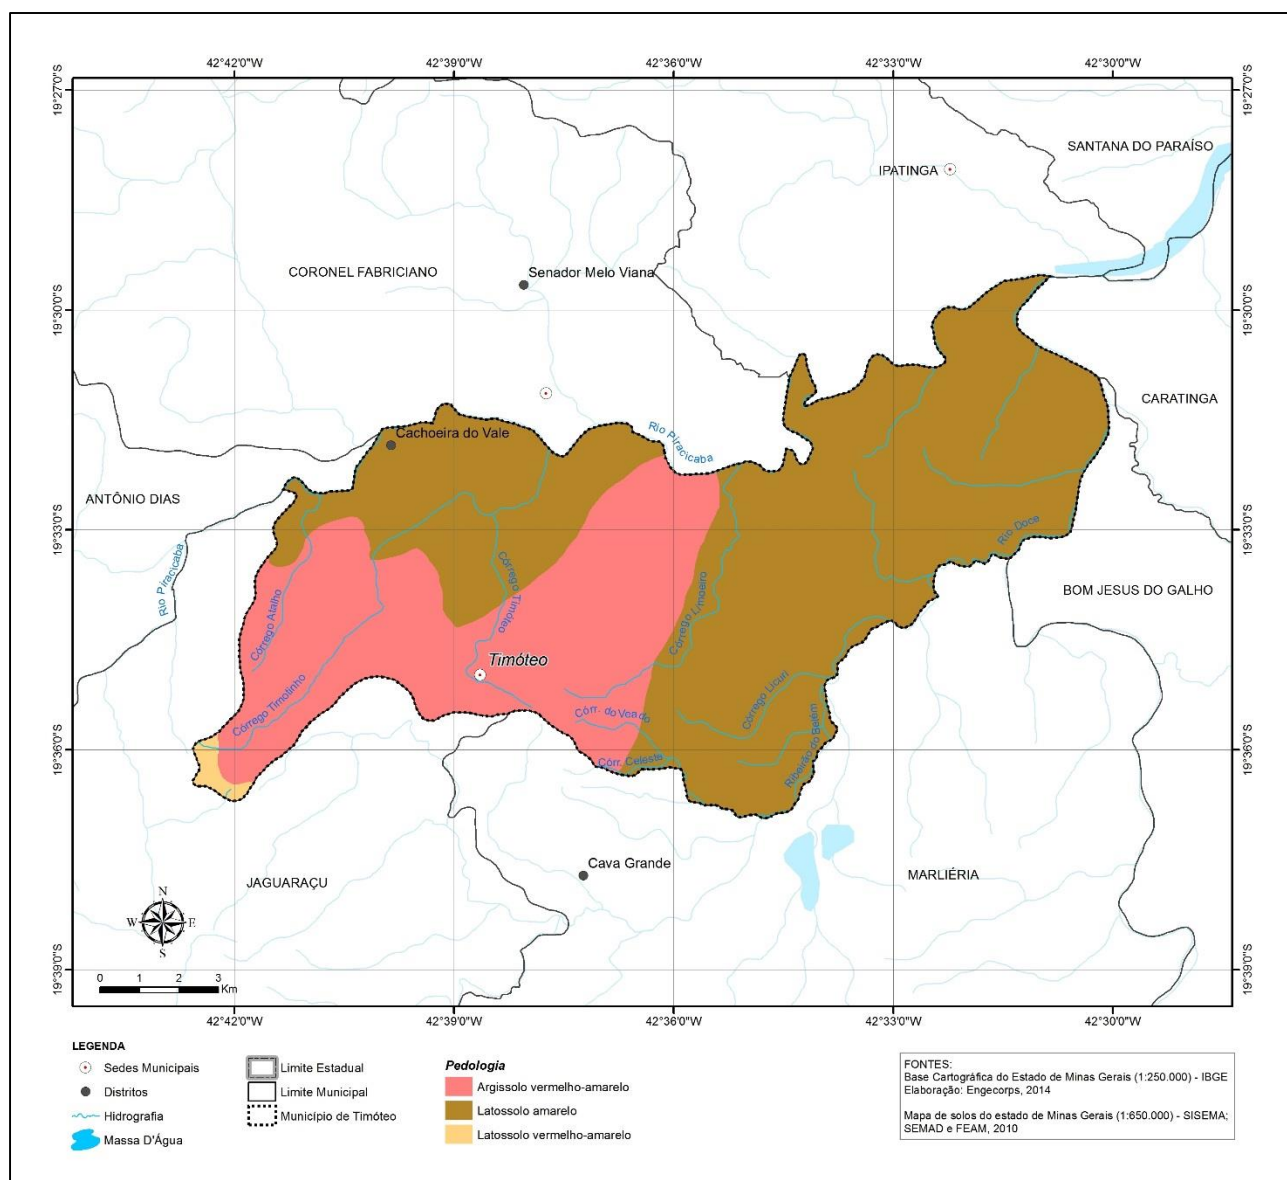 42°42'0"W 42°39'0"W 42°36'0"W 42°33'0"W 42°30'0"W
19°27'0"S 19°27'0"S
SANTANA DO PARAÍSO
IPATINGA
CORONEL FABRICIANO
Senador Melo Viana
19°30'0"S 19°30'0"S
CARATINGA
Rio Piracicaba
Cachoeira do Vale
ANTÔNIO DIAS
19°33'0"S 19°33'0"S
Rio Doce
Rio Piracicaba
Córrego Timóteo
BOM JESUS DO GALHO
Córrego Atalho
Córrego Limoeiro
Timóteo
Córrego Timotinho
Córrego Licuri
Córr. do Veado
Ribeirão do Belém
19°36'0"S 19°36'0"S
Córr. Celeste
Cava Grande
JAGUARAÇU
MARLIÉRIA
N
W E
S
19°39'0"S 19°39'0"S
0 1 2 3
Km
42°42'0"W 42°39'0"W 42°36'0"W 42°33'0"W 42°30'0"W
LEGENDA
Sedes Municipais
Distritos
Hidrografia
Massa D'Água
Limite Estadual
Limite Municipal
Município de Timóteo
Pedologia
Argissolo vermelho-amarelo
Latossolo amarelo
Latossolo vermelho-amarelo
FONTES:
Base Cartográfica do Estado de Minas Gerais (1:250.000) - IBGE
Elaboração: Engecorps, 2014
Mapa de solos do estado de Minas Gerais (1:650.000) - SISEMA;
SEMAD e FEAM, 2010